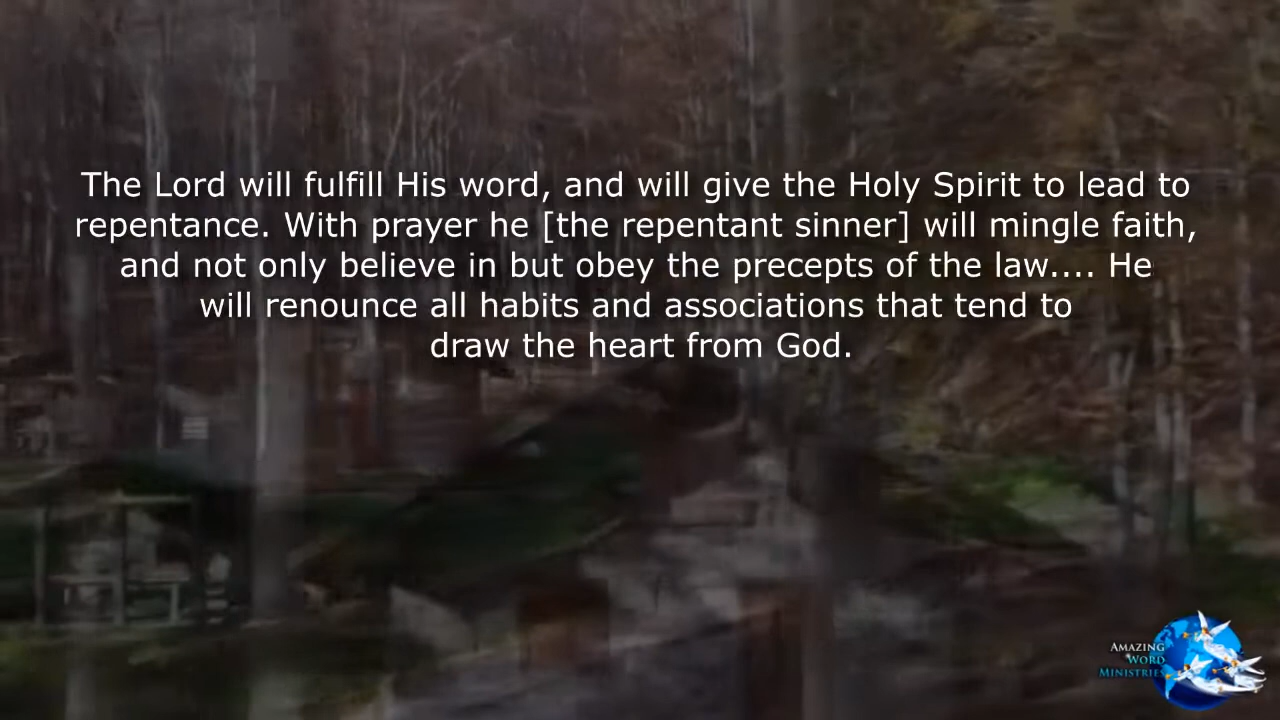 The Lord will fulfill His word, and will give the Holy Spirit to lead to
repentance. With prayer he [the repentant sinner] will mingle faith,
and not only believe in but obey the precepts of the law.... He
will renounce all habits and associations that tend to
draw the heart from God.
AMAZING
WORD
MINISTRIES